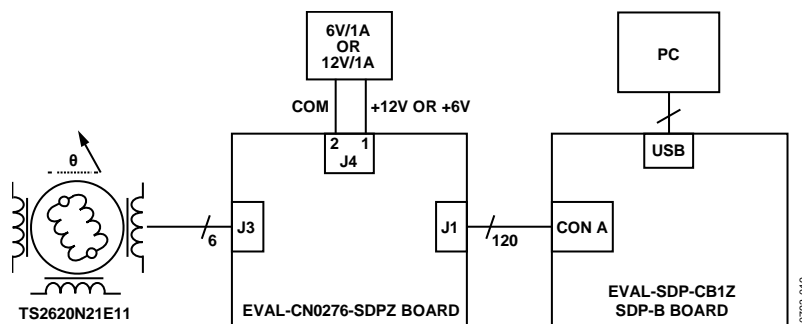 6V/1A
OR
12V/1A
PC
COM
+12V OR +6V
2 1
J4
USB
θ
J3
6
J1
120
CON A
TS2620N21E11
EVAL-CN0276-SDPZ BOARD
EVAL-SDP-CB1Z
SDP-B BOARD